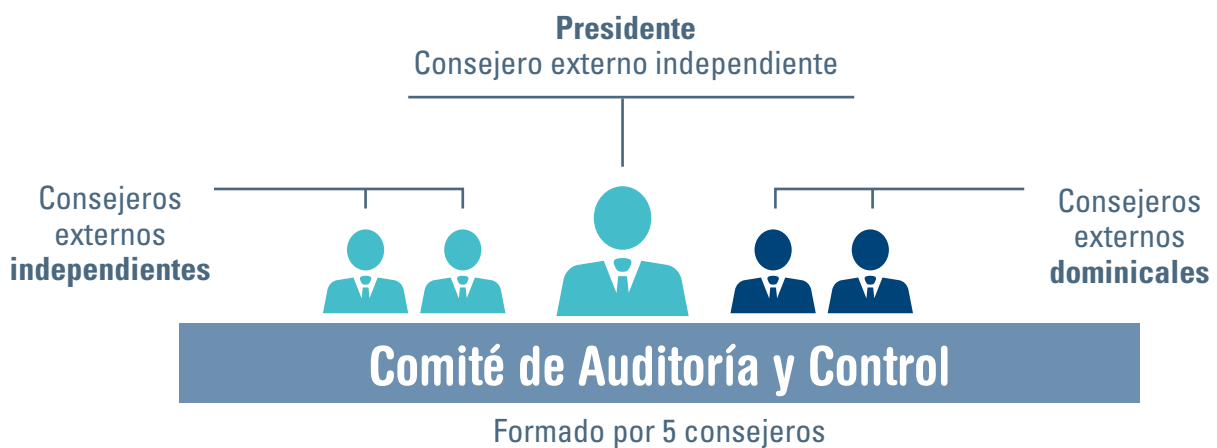 Presidente
Consejero externo independiente
Consejeros
externos
independientes
Consejeros
externos
dominicales
Comité de Auditoría y Control
Formado por 5 consejeros